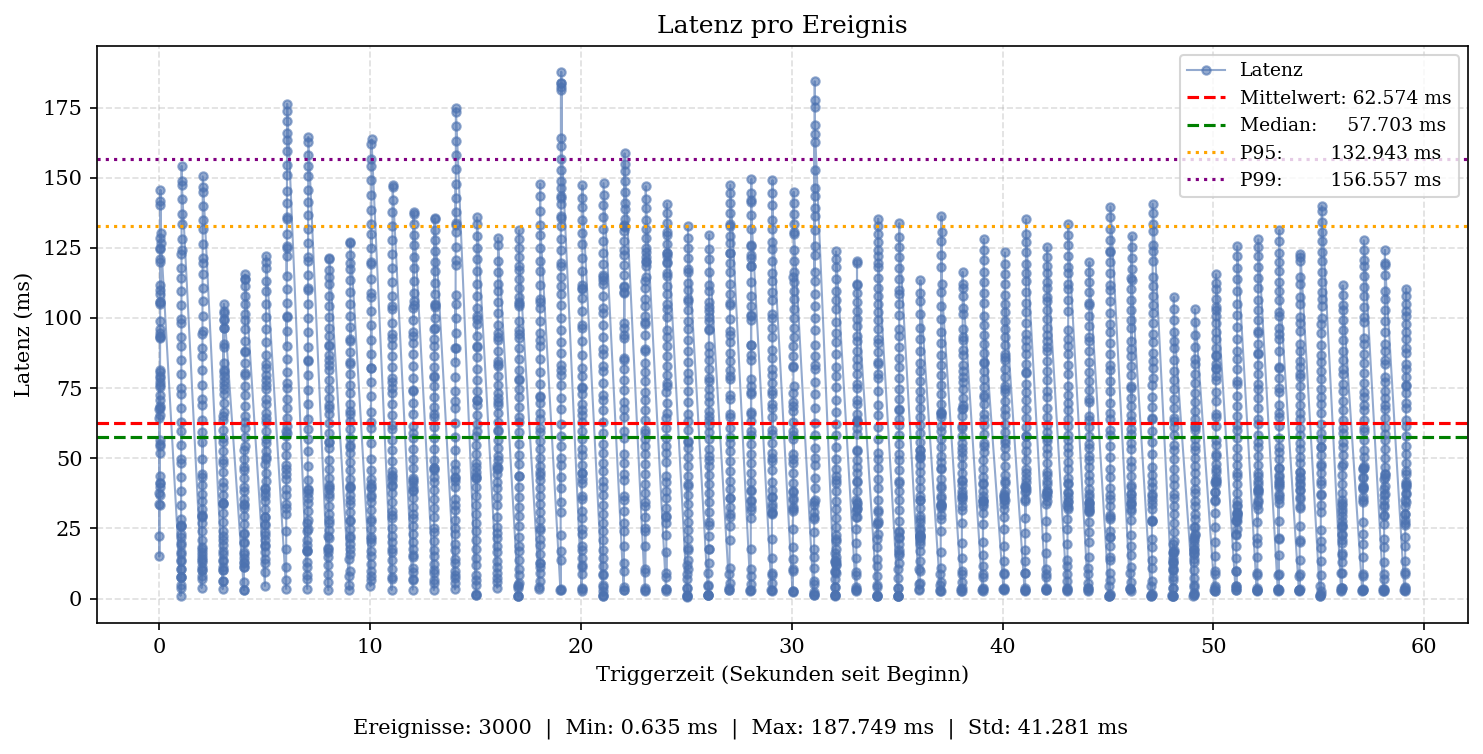 Latenz pro Ereignis
Latenz (ms)
175
150
125
100
75
50
25
0
Latenz
Mittelwert: 62.574 ms
Median: 57.703 ms
P95: 132.943 ms
P99: 156.557 ms
0 10 20 30 40 50 60
Triggerzeit (Sekunden seit Beginn)
Ereignisse: 3000 | Min: 0.635 ms | Max: 187.749 ms | Std: 41.281 ms